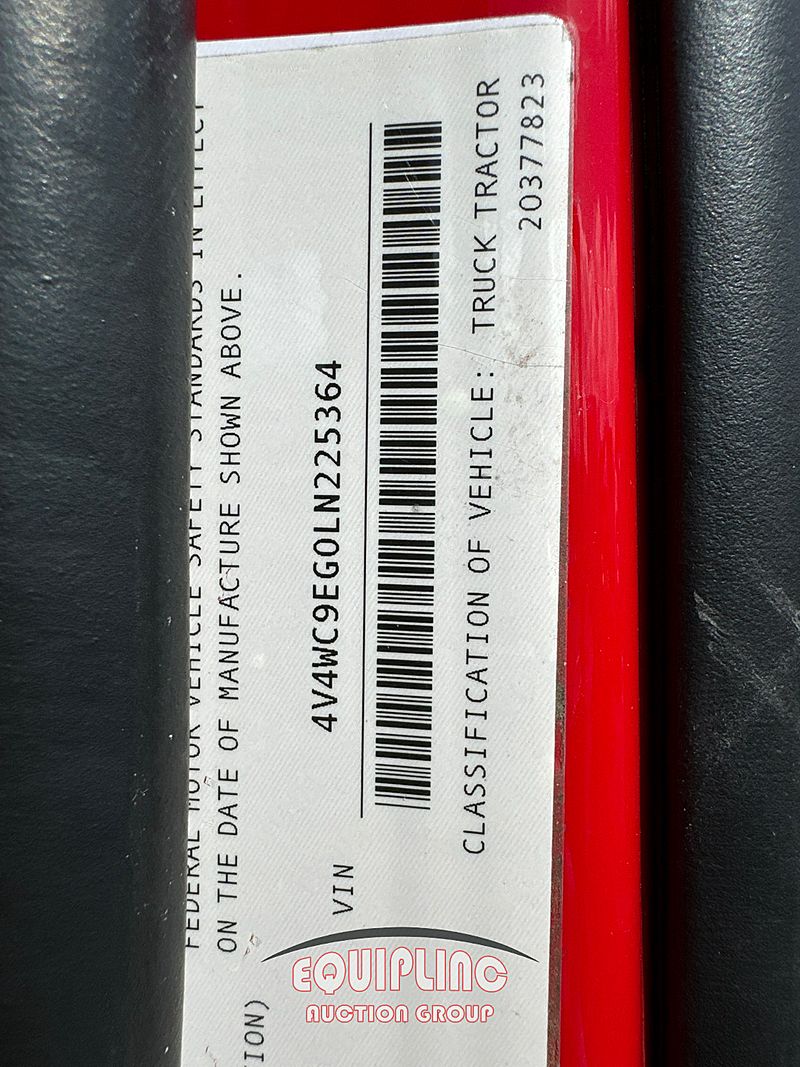 FEDERAL MOTOR VEHICLE SAFETY STANDARDS IN EFFECT
ON THE DATE OF MANUFACTURE SHOWN ABOVE.
4V4WC9EG0LN225364
VIN
CLASSIFICATION OF VEHICLE: TRUCK TRACTOR
20377823
EQUIPLINC
AUCTION GROUP